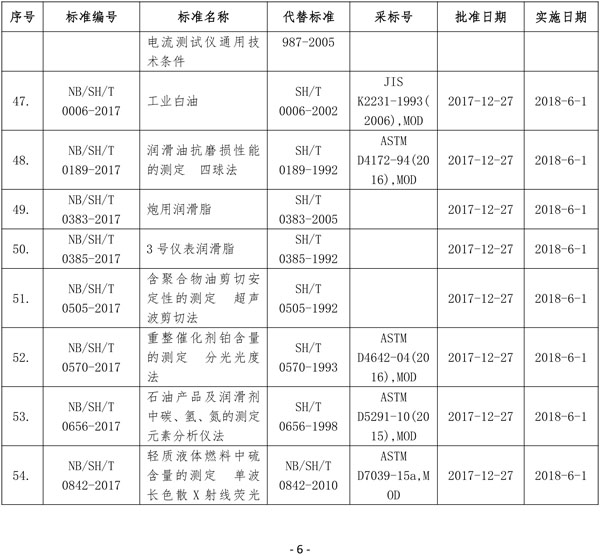 序号 标准编号 标准名称 代替标准 采标号 批准日期 实施日期
电流测试仪通用技 987-2005
术条件
47. NB/SH/T 0006-2017 工业白油 SH/T 0006-2002 JIS K2231-1993(2006),MOD 2017-12-27 2018-6-1
48. NB/SH/T 0189-2017 润滑油抗磨损性能的测定 四球法 SH/T 0189-1992 ASTM D4172-94(2016),MOD 2017-12-27 2018-6-1
49. NB/SH/T 0383-2017 炮用润滑脂 SH/T 0383-2005 2017-12-27 2018-6-1
50. NB/SH/T 0385-2017 3号仪表润滑脂 SH/T 0385-1992 2017-12-27 2018-6-1
51. NB/SH/T 0505-2017 含聚合物油剪切安定性的测定 超声波剪切法 SH/T 0505-1992 2017-12-27 2018-6-1
52. NB/SH/T 0570-2017 重整催化剂铂含量的测定 分光光度法 SH/T 0570-1993 ASTM D4642-04(2016),MOD 2017-12-27 2018-6-1
53. NB/SH/T 0656-2017 石油产品及润滑剂中碳、氢、氮的测定 元素分析仪法 SH/T 0656-1998 ASTM D5291-10(2015),MOD 2017-12-27 2018-6-1
54. NB/SH/T 0842-2017 轻质液体燃料中硫含量的测定 单波长色散X射线荧光 NB/SH/T 0842-2010 ASTM D7039-15a,MOD 2017-12-27 2018-6-1
- 6 -